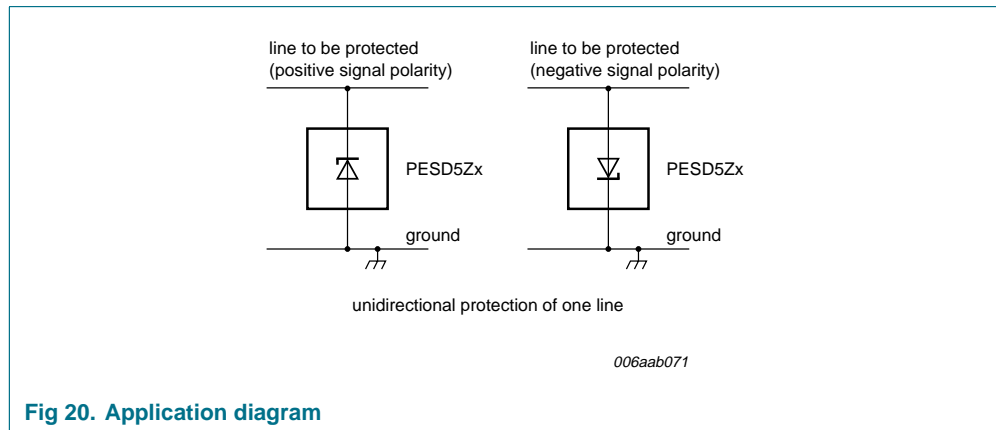 line to be protected
(positive signal polarity)
line to be protected
(negative signal polarity)
PESD5Zx
PESD5Zx
ground
ground
unidirectional protection of one line
006aab071
Fig 20. Application diagram